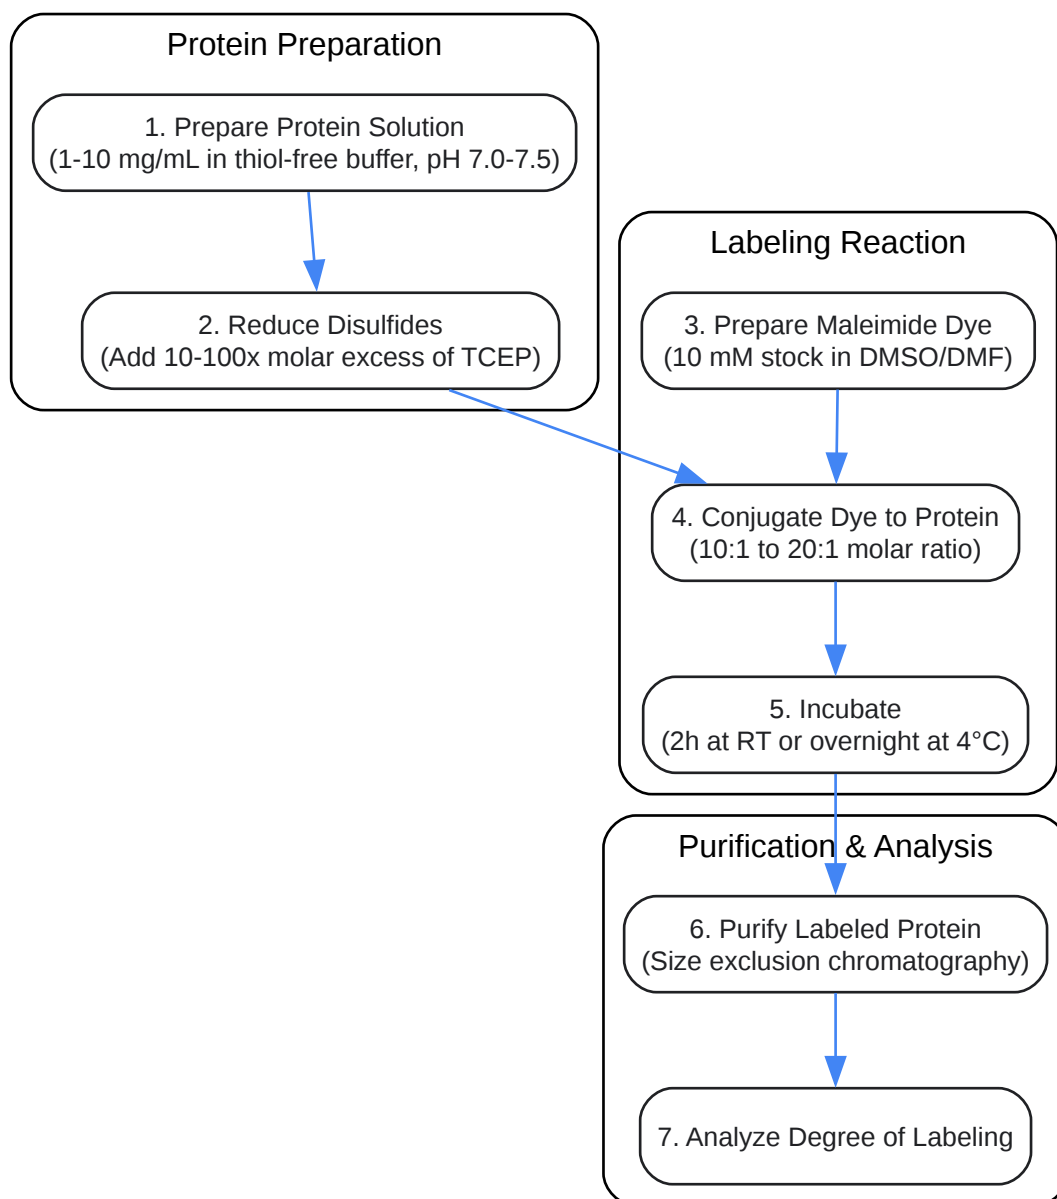 Protein Preparation
1. Prepare Protein Solution
(1-10 mg/mL in thiol-free buffer, pH 7.0-7.5)
2. Reduce Disulfides
(Add 10-100x molar excess of TCEP)
Labeling Reaction
3. Prepare Maleimide Dye
(10 mM stock in DMSO/DMF)
4. Conjugate Dye to Protein
(10:1 to 20:1 molar ratio)
5. Incubate
(2h at RT or overnight at 4°C)
Purification & Analysis
6. Purify Labeled Protein
(Size exclusion chromatography)
7. Analyze Degree of Labeling